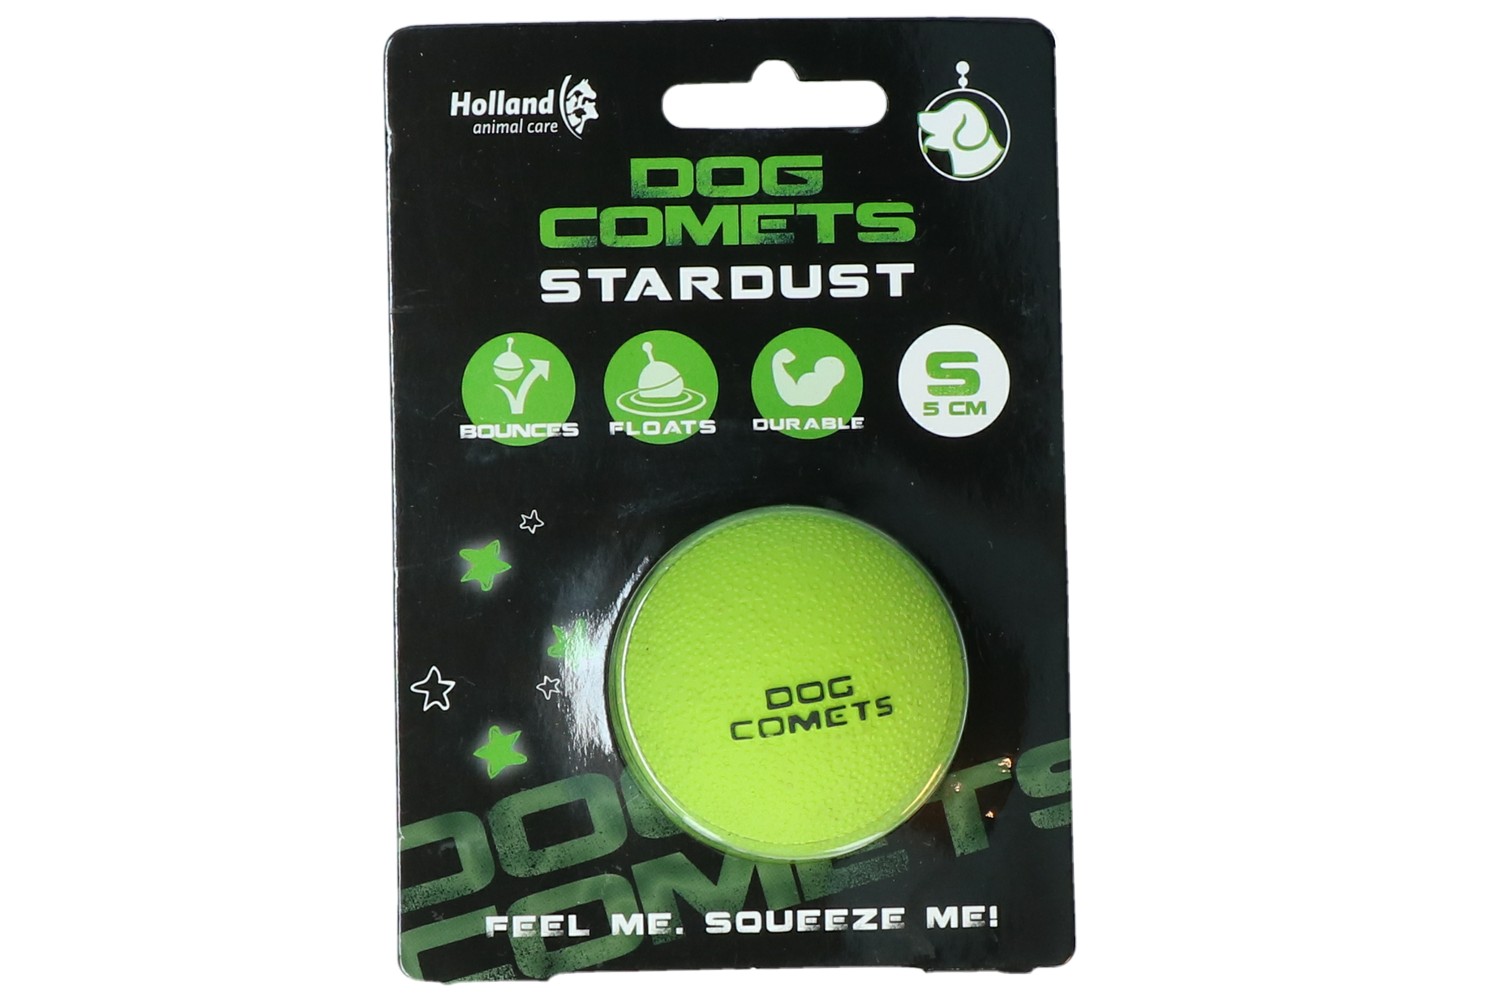 Holland
animal care
DOG
COMETS
STARDUST
BOUNCES
FLOATS
DURABLE
S
5 CM
DOG
COMETS
DOG
COMETS
FEEL ME. SQUEEZE ME!